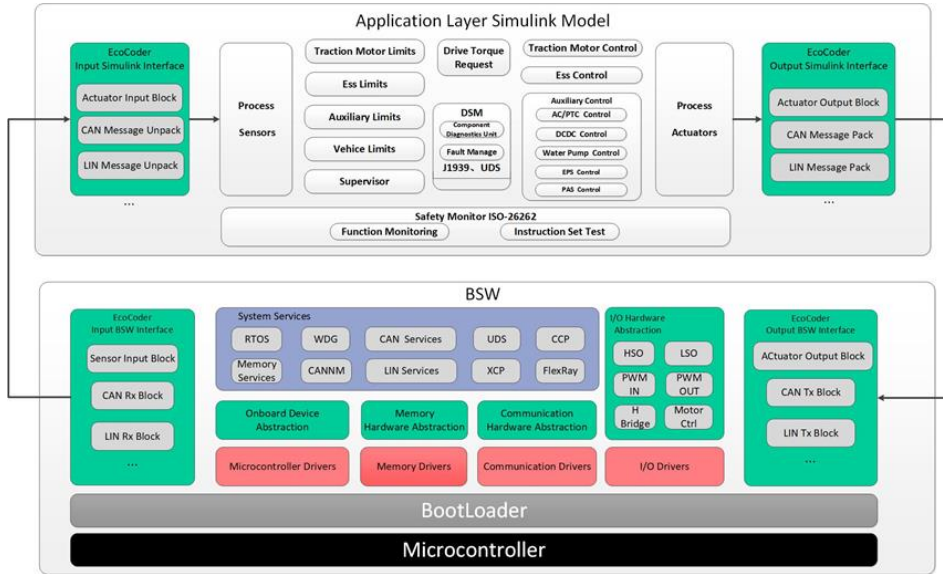 Application Layer Simulink Model
EcoCoder
Input Simulink Interface
Actuator Input Block
CAN Message Unpack
LIN Message Unpack
...
Process
Sensors
Traction Motor Limits
Ess Limits
Auxiliary Limits
Vehice Limits
Supervisor
Drive Torque
Request
DSM
Component
Diagnostics Unit
Fault Manage
J1939、UDS
Traction Motor Control
Ess Control
Auxiliary Control
AC/PTC Control
DCDC Control
Water Pump Control
EPS Control
PAS Control
Process
Actuators
EcoCoder
Output Simulink Interface
Actuator Output Block
CAN Message Pack
LIN Message Pack
...
Safety Monitor ISO-26262
Function Monitoring
Instruction Set Test
BSW
EcoCoder
Input BSW Interface
Sensor Input Block
CAN Rx Block
LIN Rx Block
...
System Services
RTOS
WDG
CAN Services
UDS
CCP
Memory
Services
CANNM
LIN Services
XCP
FlexRay
I/O Hardware
Abstraction
HSO
LSO
PWM
IN
PWM
OUT
H
Bridge
Motor
Ctrl
EcoCoder
Output BSW Interface
ACtuator Output Block
CAN Tx Block
LIN Tx Block
...
Onboard Device
Abstraction
Memory
Hardware Abstraction
Communication
Hardware Abstraction
Microcontroller Drivers
Memory Drivers
Communication Drivers
I/O Drivers
BootLoader
Microcontroller